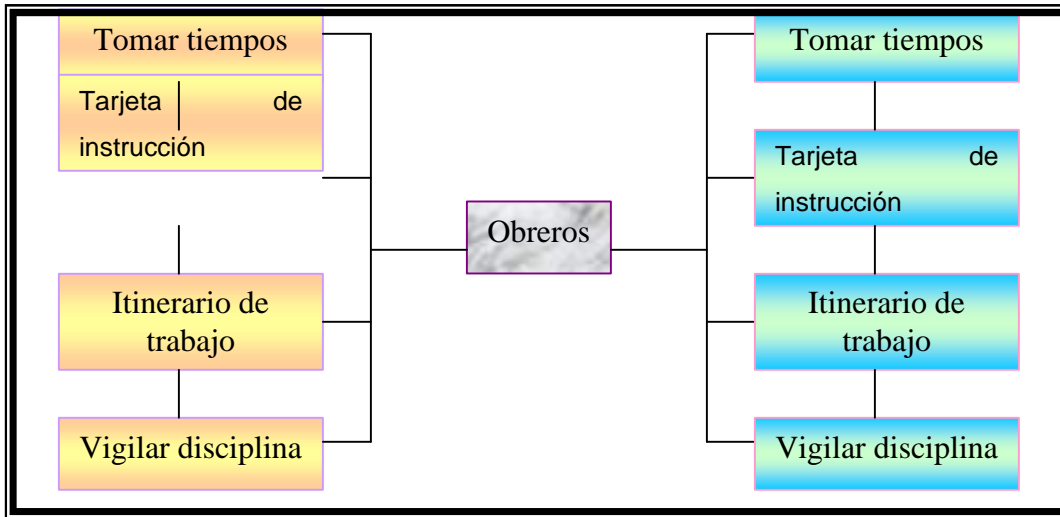 Tomar tiempos
Tarjeta de
instrucción
Itinerario de
trabajo
Vigilar disciplina
Obreros
Tomar tiempos
Tarjeta de
instrucción
Itinerario de
trabajo
Vigilar disciplina